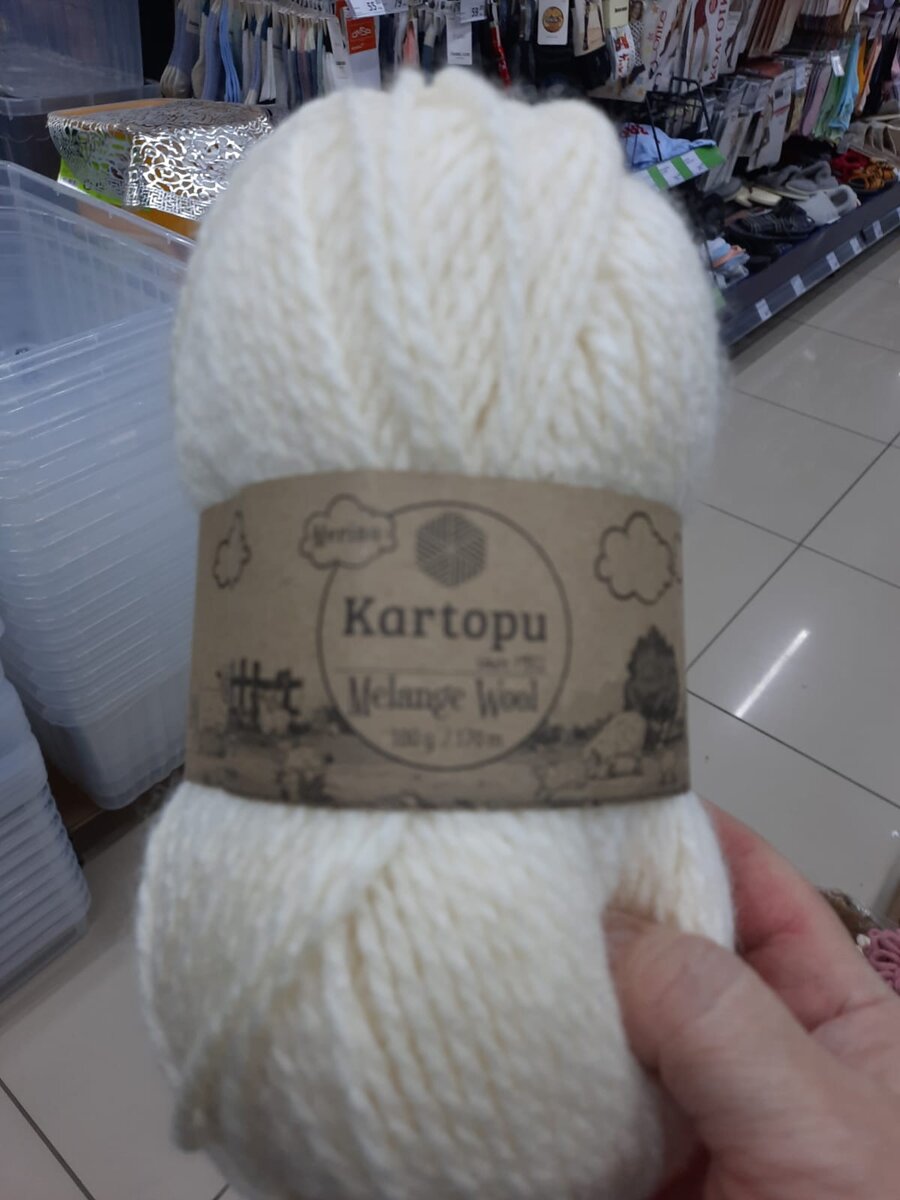 Merino
Kartopu
since 1952
Melange Wool
100 g / 170 m